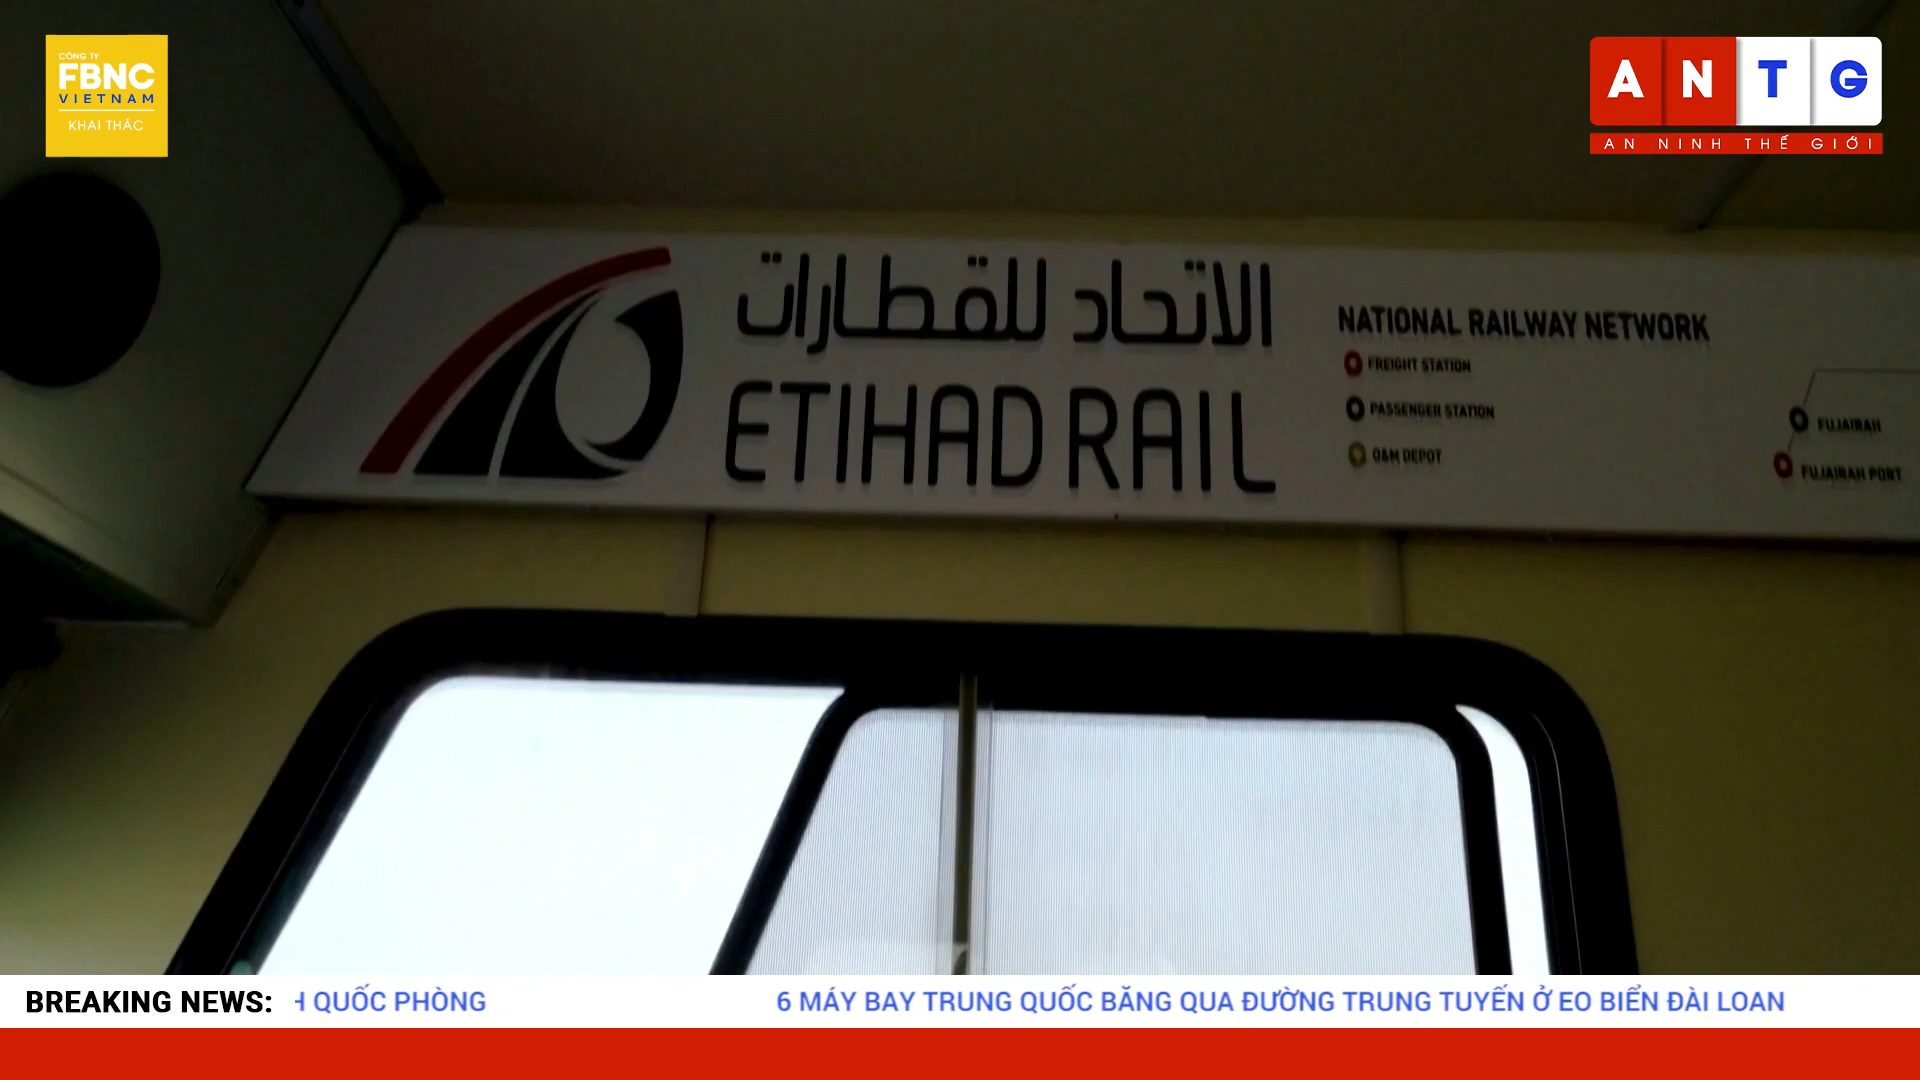 CÔNG TY
FBNC
VIETNAM
KHAI THÁC
ANTG
AN NINH THẾ GIỚI
الاتحاد للقطارات
ETIHAD RAIL
NATIONAL RAILWAY NETWORK
FREIGHT STATION
PASSENGER STATION
O&M DEPOT
FUJAIRAH
FUJAIRAH PORT
BREAKING NEWS: H QUỐC PHÒNG 6 MÁY BAY TRUNG QUỐC BĂNG QUA ĐƯỜNG TRUNG TUYẾN Ở EO BIỂN ĐÀI LOAN